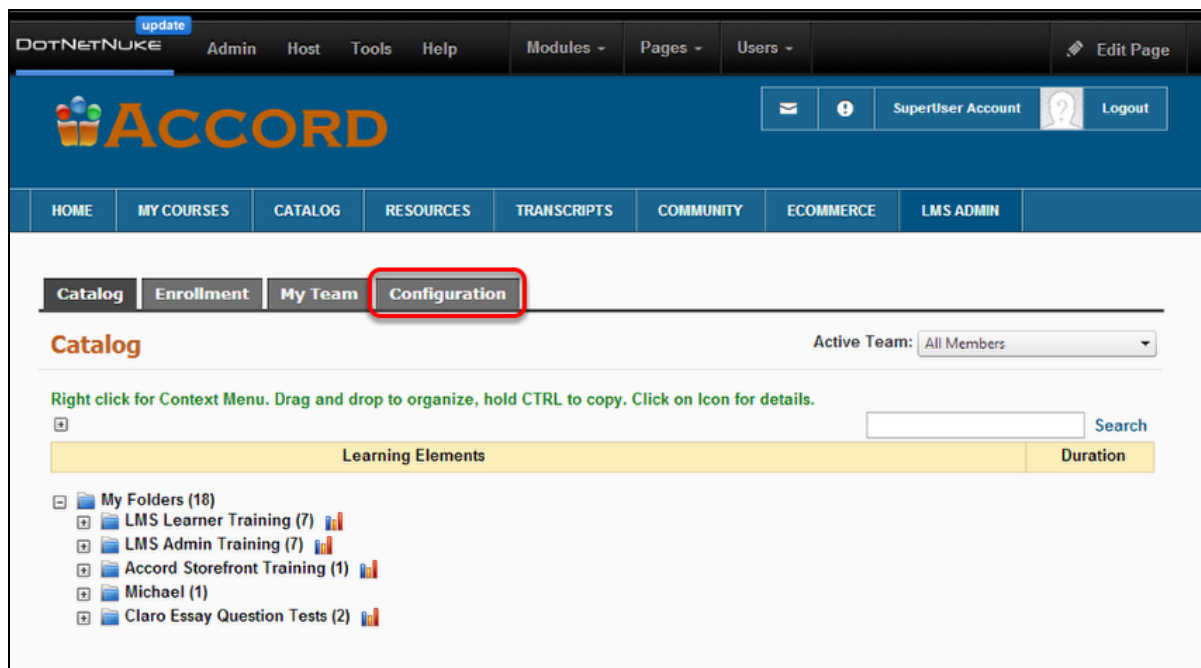 update
DotNetNuke Admin Host Tools Help Modules Pages Users Edit Page
ACCORD
SuperUser Account Logout
HOME MY COURSES CATALOG RESOURCES TRANSCRIPTS COMMUNITY ECOMMERCE LMS ADMIN
Catalog Enrollment My Team Configuration
Catalog Active Team: All Members
Right click for Context Menu. Drag and drop to organize, hold CTRL to copy. Click on Icon for details.
Search
Learning Elements Duration
My Folders (18)
LMS Learner Training (7)
LMS Admin Training (7)
Accord Storefront Training (1)
Michael (1)
Claro Essay Question Tests (2)